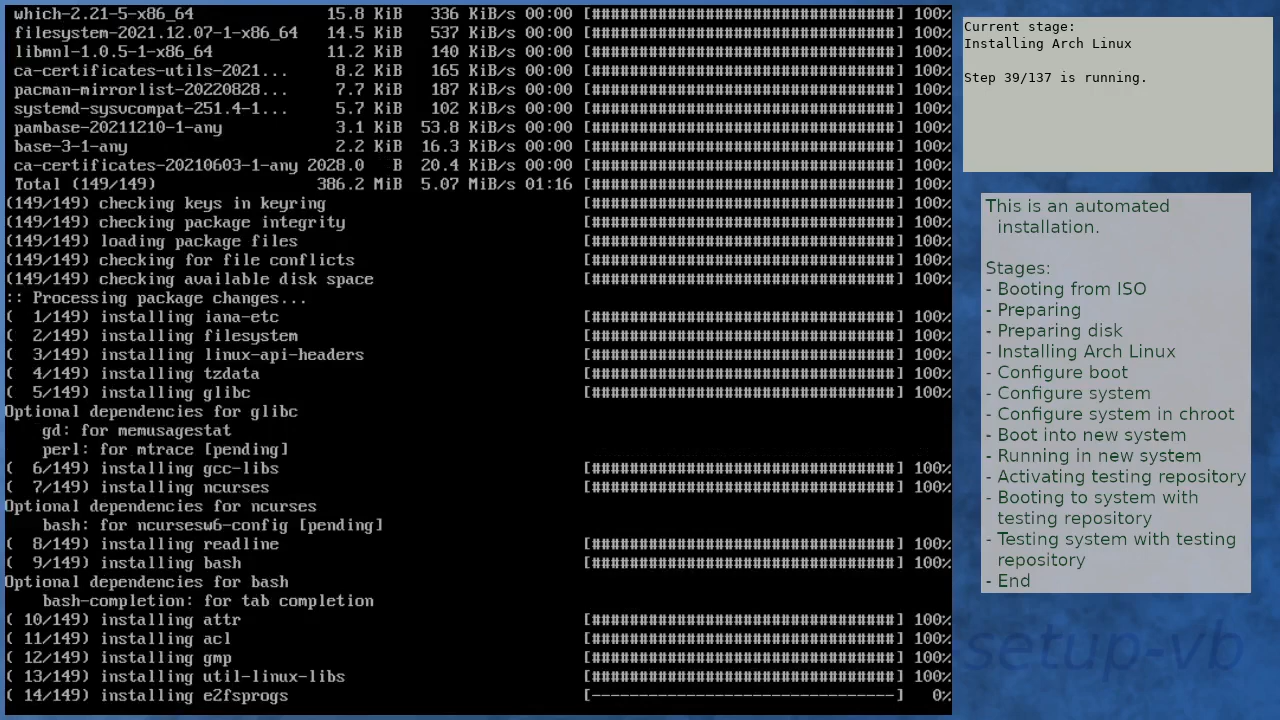 which-2.21-5-x86_64 15.8 KiB 336 KiB/s 00:00 [################################] 100%
filesystem-2021.12.07-1-x86_64 14.5 KiB 537 KiB/s 00:00 [################################] 100%
libmnl-1.0.5-1-x86_64 11.2 KiB 140 KiB/s 00:00 [################################] 100%
ca-certificates-utils-2021... 8.2 KiB 165 KiB/s 00:00 [################################] 100%
pacman-mirrorlist-20220828... 7.7 KiB 187 KiB/s 00:00 [################################] 100%
systemd-sysvcompat-251.4-1... 5.7 KiB 102 KiB/s 00:00 [################################] 100%
pambase-20211210-1-any 3.1 KiB 53.8 KiB/s 00:00 [################################] 100%
base-3-1-any 2.2 KiB 16.3 KiB/s 00:00 [################################] 100%
ca-certificates-20210603-1-any 2028.0 B 20.4 KiB/s 00:00 [################################] 100%
Total (149/149) 386.2 MiB 5.07 MiB/s 01:16 [################################] 100%
(149/149) checking keys in keyring [################################] 100%
(149/149) checking package integrity [################################] 100%
(149/149) loading package files [################################] 100%
(149/149) checking for file conflicts [################################] 100%
(149/149) checking available disk space [################################] 100%
:: Processing package changes...
( 1/149) installing iana-etc [################################] 100%
( 2/149) installing filesystem [################################] 100%
( 3/149) installing linux-api-headers [################################] 100%
( 4/149) installing tzdata [################################] 100%
( 5/149) installing glibc [################################] 100%
Optional dependencies for glibc
gd: for memusagestat
perl: for mtrace [pending]
( 6/149) installing gcc-libs [################################] 100%
( 7/149) installing ncurses [################################] 100%
Optional dependencies for ncurses
bash: for ncursesw6-config [pending]
( 8/149) installing readline [################################] 100%
( 9/149) installing bash [################################] 100%
Optional dependencies for bash
bash-completion: for tab completion
( 10/149) installing attr [################################] 100%
( 11/149) installing acl [################################] 100%
( 12/149) installing gmp [################################] 100%
( 13/149) installing util-linux-libs [################################] 100%
( 14/149) installing e2fsprogs [--------------------------------] 0%
Current stage:
Installing Arch Linux
Step 39/137 is running.
This is an automated
installation.
Stages:
- Booting from ISO
- Preparing
- Preparing disk
- Installing Arch Linux
- Configure boot
- Configure system
- Configure system in chroot
- Boot into new system
- Running in new system
- Activating testing repository
- Booting to system with
testing repository
- Testing system with testing
repository
- End
setup-vb